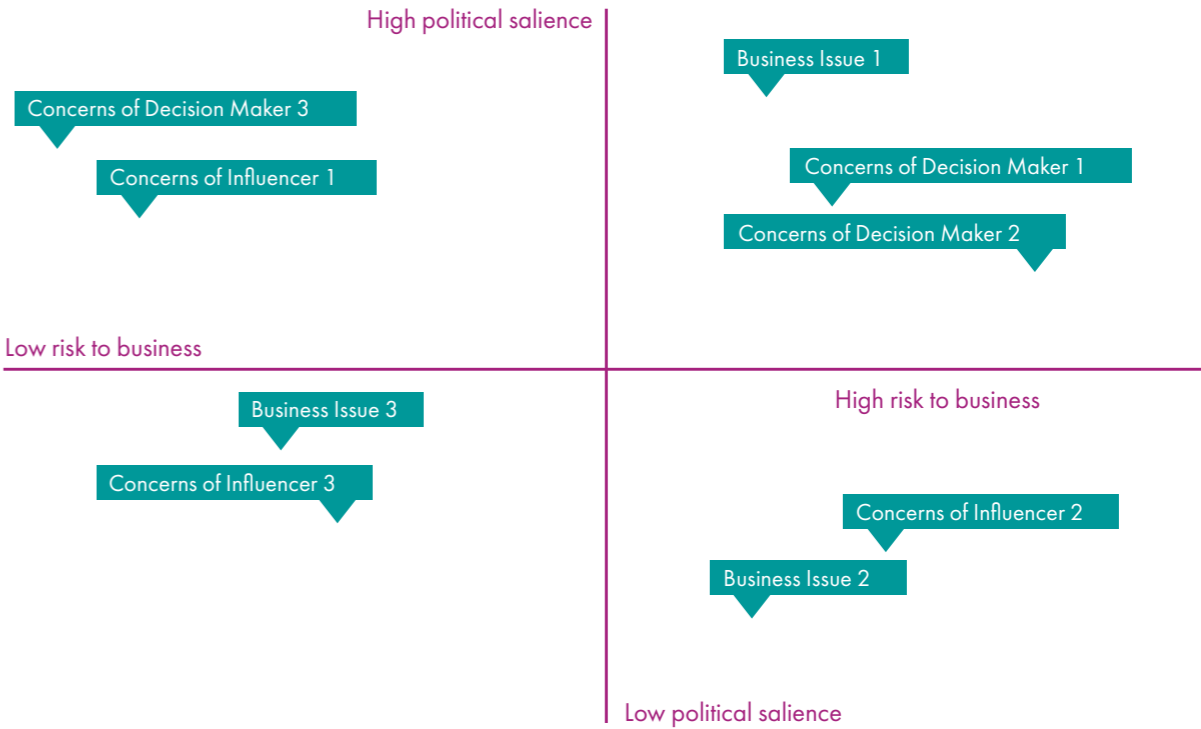 High political salience
Business Issue 1
Concerns of Decision Maker 3
Concerns of Influencer 1
Concerns of Decision Maker 1
Concerns of Decision Maker 2
Low risk to business
High risk to business
Business Issue 3
Concerns of Influencer 3
Concerns of Influencer 2
Business Issue 2
Low political salience